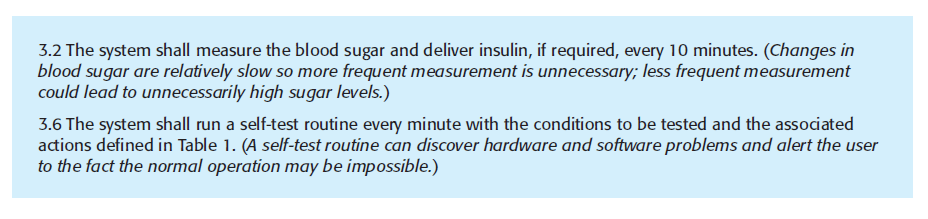 3.2 The system shall measure the blood sugar and deliver insulin, if required, every 10 minutes. (Changes in
blood sugar are relatively slow so more frequent measurement is unnecessary; less frequent measurement
could lead to unnecessarily high sugar levels.)
3.6 The system shall run a self-test routine every minute with the conditions to be tested and the associated
actions defined in Table 1. (A self-test routine can discover hardware and software problems and alert the user
to the fact the normal operation may be impossible.)